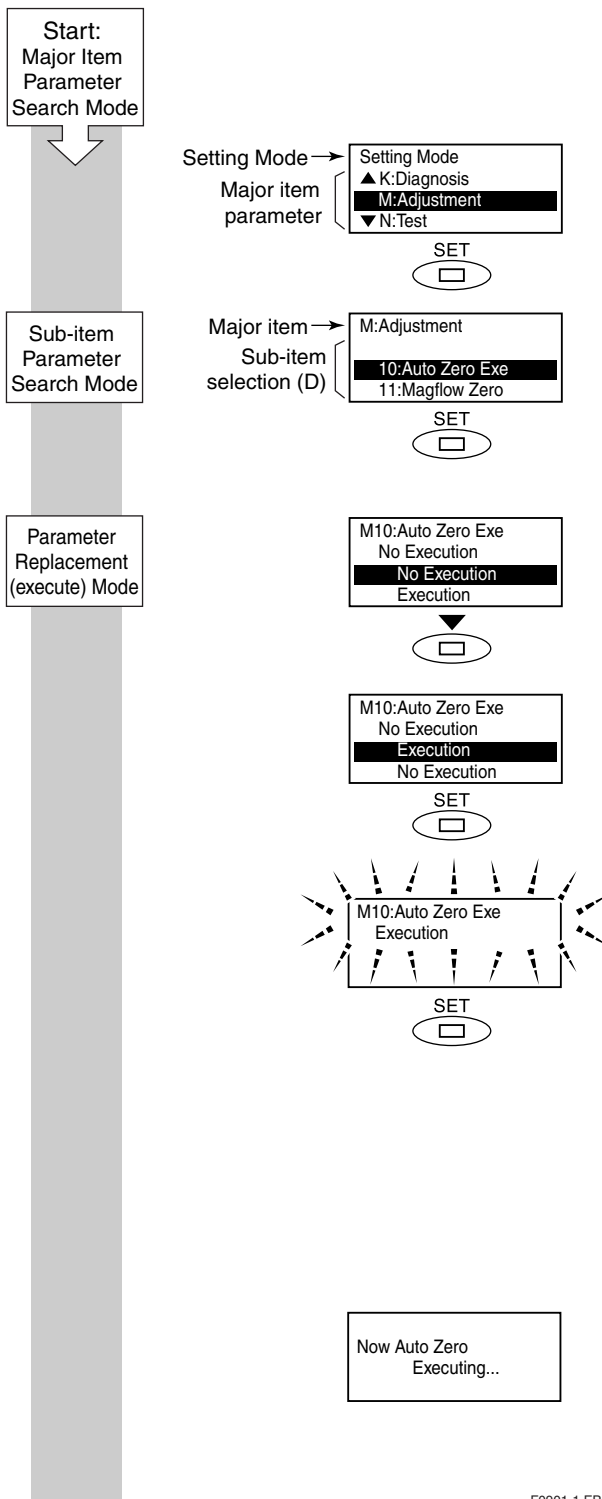 Start:
Major Item
Parameter
Search Mode
Setting Mode
Major item
parameter
Setting Mode
▲ K:Diagnosis
M:Adjustment
▼ N:Test
SET
Sub-item
Parameter
Search Mode
Major item
Sub-item
selection (D)
M:Adjustment
10:Auto Zero Exe
11:Magflow Zero
SET
Parameter
Replacement
(execute) Mode
M10:Auto Zero Exe
No Execution
No Execution
Execution
▼
M10:Auto Zero Exe
No Execution
Execution
No Execution
SET
M10:Auto Zero Exe
Execution
SET
Now Auto Zero
Executing...